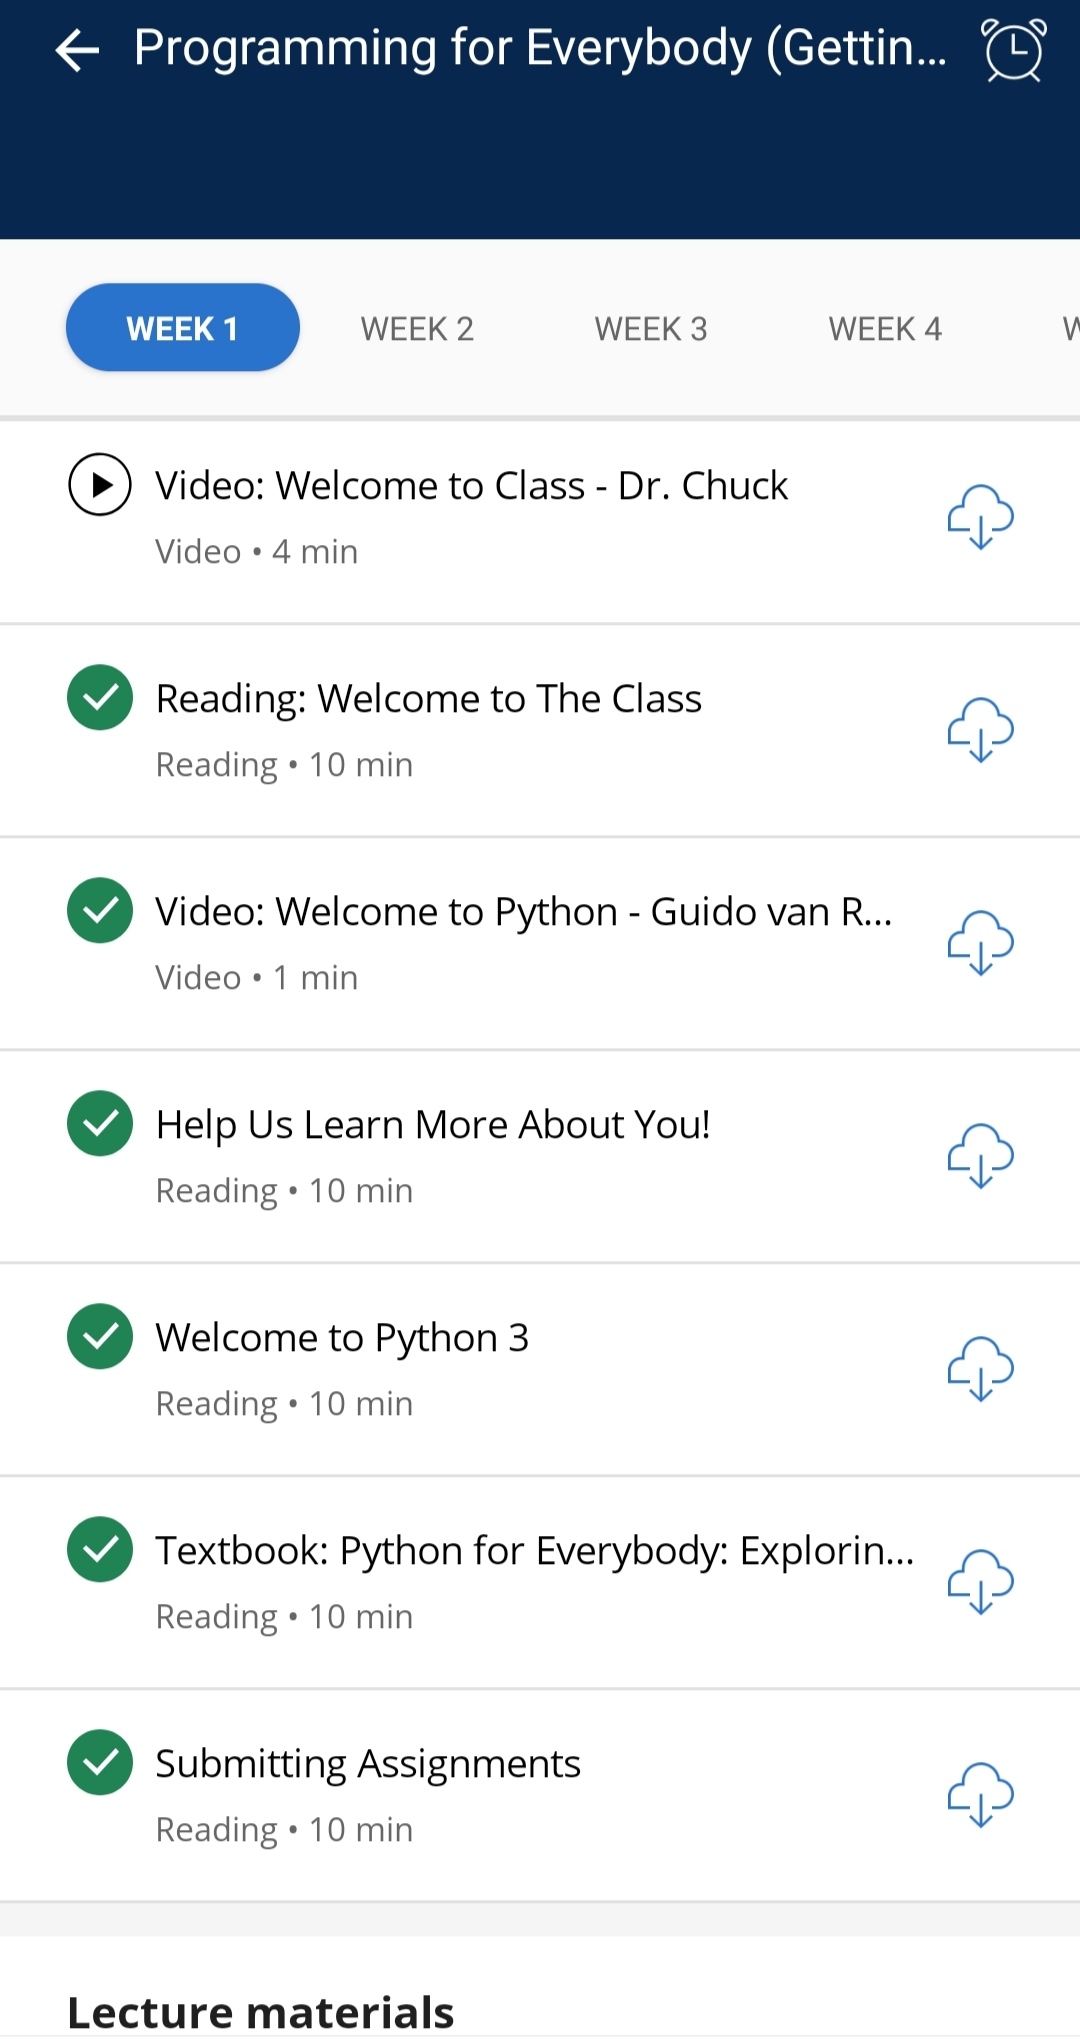 Programming for Everybody (Gettin...
WEEK 1 WEEK 2 WEEK 3 WEEK 4
Video: Welcome to Class - Dr. Chuck
Video • 4 min
Reading: Welcome to The Class
Reading • 10 min
Video: Welcome to Python - Guido van R...
Video • 1 min
Help Us Learn More About You!
Reading • 10 min
Welcome to Python 3
Reading • 10 min
Textbook: Python for Everybody: Explorin...
Reading • 10 min
Submitting Assignments
Reading • 10 min
Lecture materials